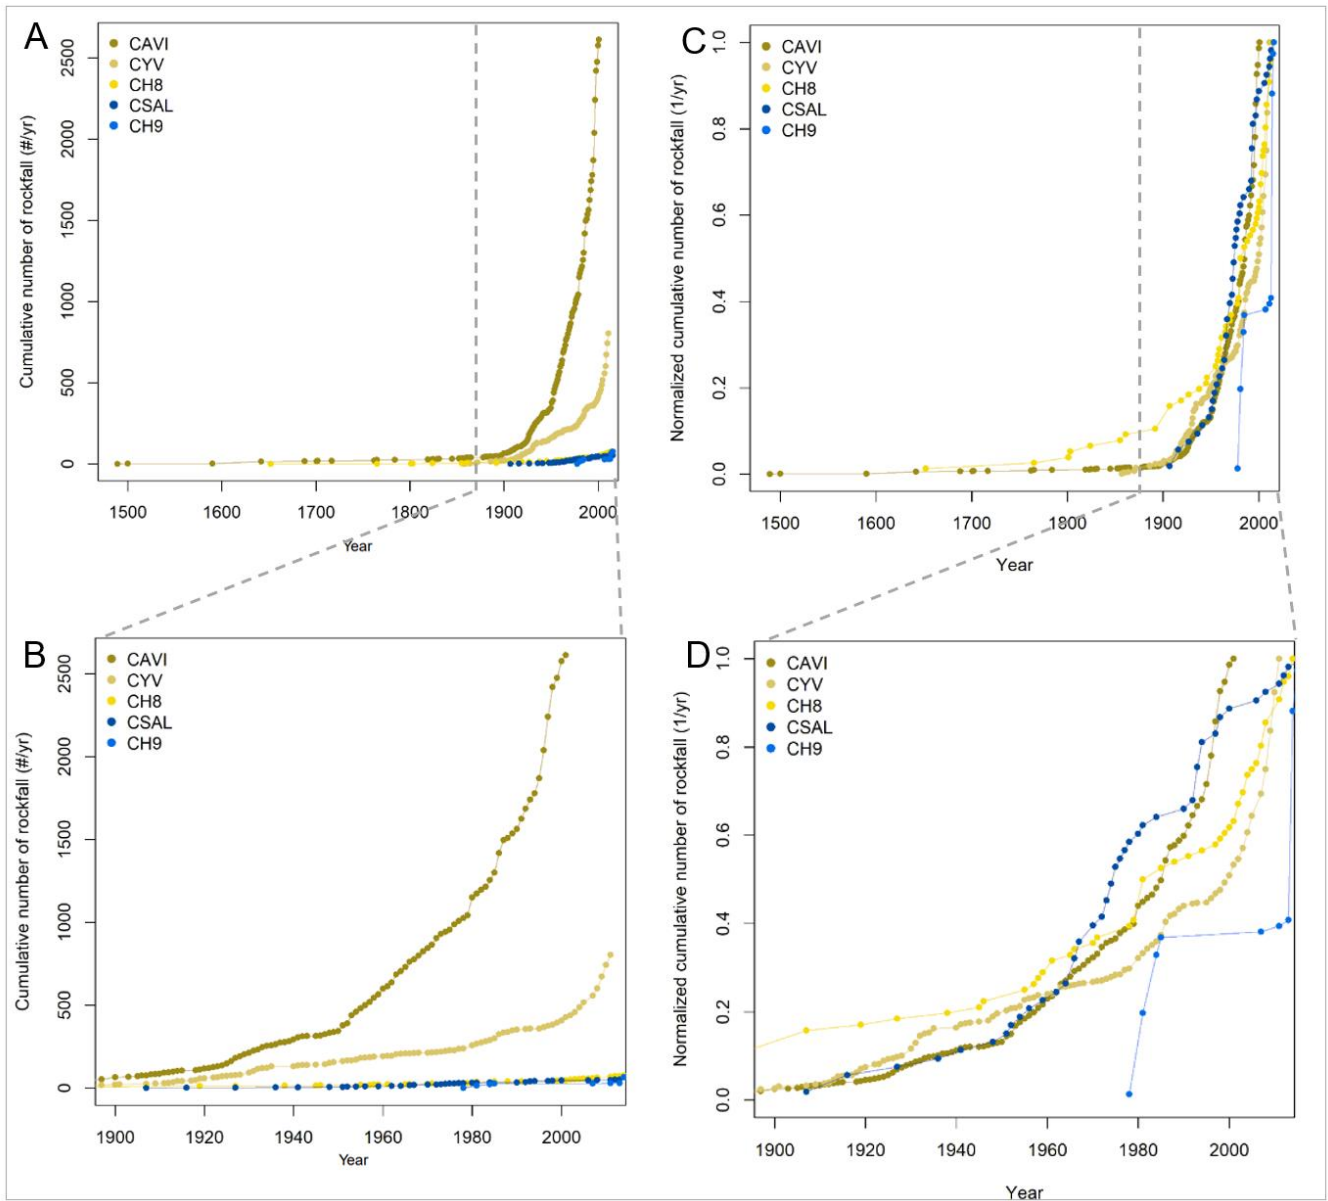 A
CAVI
CYV
CH8
CSAL
CH9
Cumulative number of rockfall (#/yr)
2500
2000
1500
1000
500
0
1500 1600 1700 1800 1900 2000
Year
C
CAVI
CYV
CH8
CSAL
CH9
Normalized cumulative number of rockfall (1/yr)
1.0
0.8
0.6
0.4
0.2
0.0
1500 1600 1700 1800 1900 2000
Year
B
CAVI
CYV
CH8
CSAL
CH9
Cumulative number of rockfall (#/yr)
2500
2000
1500
1000
500
0
1900 1920 1940 1960 1980 2000
Year
D
CAVI
CYV
CH8
CSAL
CH9
Normalized cumulative number of rockfall (1/yr)
1.0
0.8
0.6
0.4
0.2
0.0
1900 1920 1940 1960 1980 2000
Year